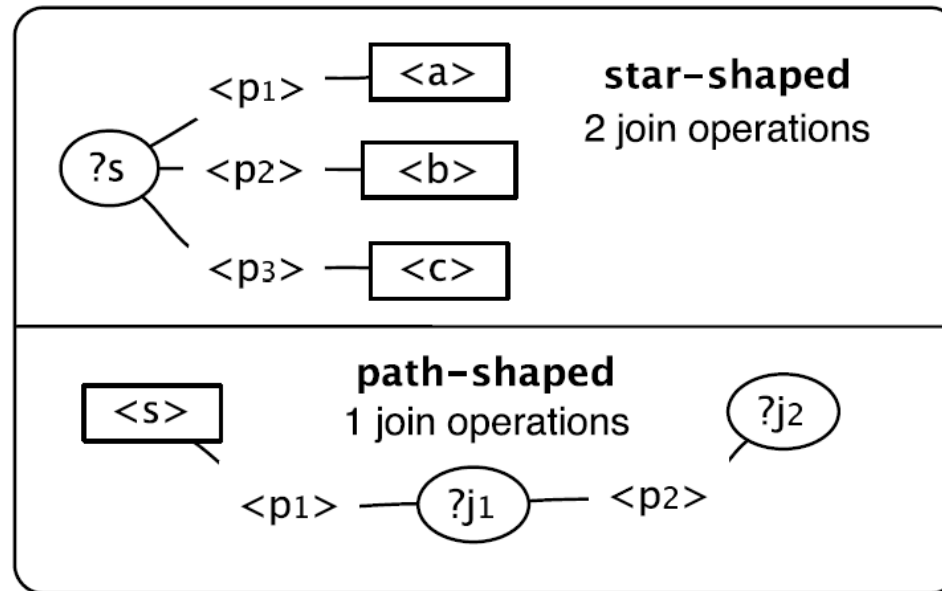 <p1>
<a>
star-shaped
2 join operations
?s
<p2>
<b>
<p3>
<c>
path-shaped
1 join operations
<s>
?j2
<p1>
?j1
<p2>